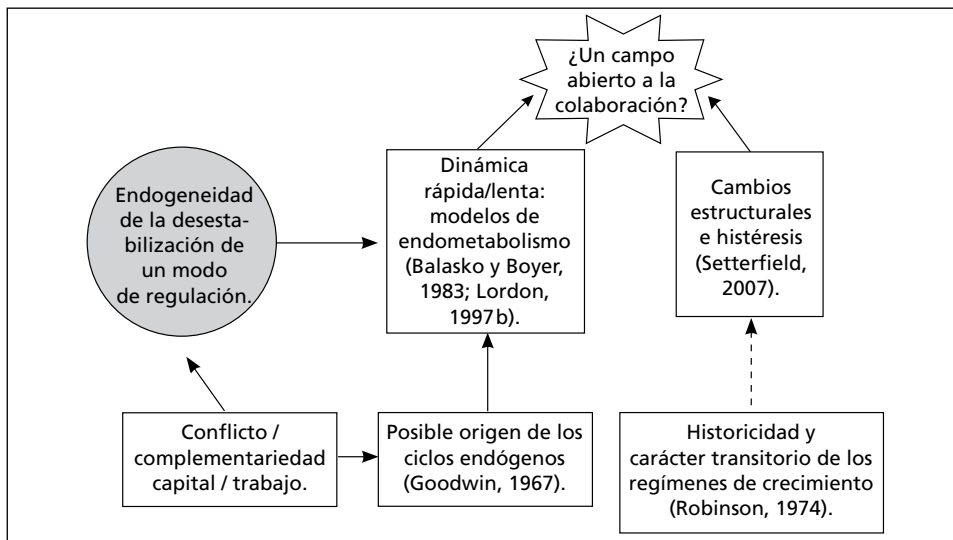 ¿Un campo
abierto a la
colaboración?
Endogeneidad
de la desesta-
bilización de
un modo
de regulación.
Dinámica
rápida/lenta:
modelos de
endometabolismo
(Balasko y Boyer,
1983; Lordon,
1997b).
Cambios
estructurales
e histéresis
(Setterfield,
2007).
Conflicto /
complementariedad
capital / trabajo.
Posible origen de los
ciclos endógenos
(Goodwin, 1967).
Historicidad y
carácter transitorio de los
regímenes de crecimiento
(Robinson, 1974).